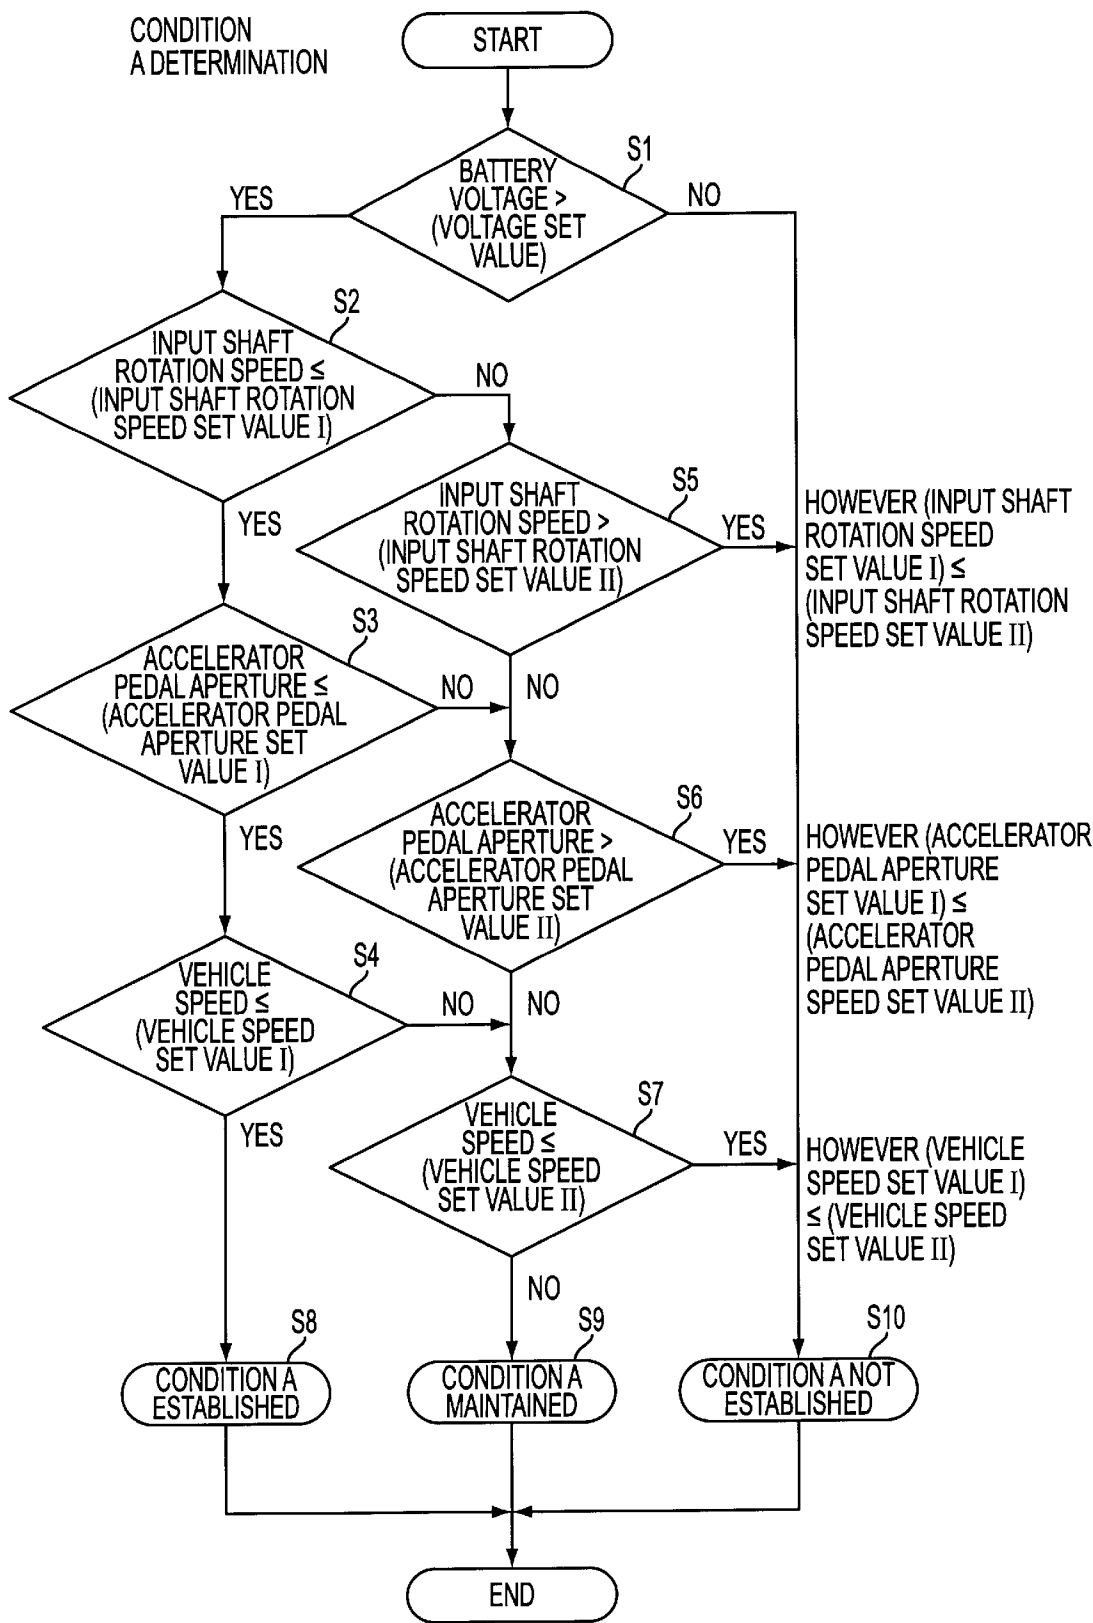 CONDITION
A DETERMINATION
START
S1
BATTERY
VOLTAGE >
(VOLTAGE SET
VALUE)
YES
NO
S2
INPUT SHAFT
ROTATION SPEED ≤
(INPUT SHAFT ROTATION
SPEED SET VALUE I)
NO
YES
S5
INPUT SHAFT
ROTATION SPEED >
(INPUT SHAFT ROTATION
SPEED SET VALUE II)
YES
NO
HOWEVER (INPUT SHAFT
ROTATION SPEED
SET VALUE I) ≤
(INPUT SHAFT ROTATION
SPEED SET VALUE II)
S3
ACCELERATOR
PEDAL APERTURE ≤
(ACCELERATOR PEDAL
APERTURE SET
VALUE I)
NO
YES
S6
ACCELERATOR
PEDAL APERTURE >
(ACCELERATOR PEDAL
APERTURE SET
VALUE II)
YES
NO
HOWEVER (ACCELERATOR
PEDAL APERTURE
SET VALUE I) ≤
(ACCELERATOR
PEDAL APERTURE
SPEED SET VALUE II)
S4
VEHICLE
SPEED ≤
(VEHICLE SPEED
SET VALUE I)
NO
YES
S7
VEHICLE
SPEED ≤
(VEHICLE SPEED
SET VALUE II)
YES
NO
HOWEVER (VEHICLE
SPEED SET VALUE I)
≤ (VEHICLE SPEED
SET VALUE II)
S8
CONDITION A
ESTABLISHED
S9
CONDITION A
MAINTAINED
S10
CONDITION A NOT
ESTABLISHED
END